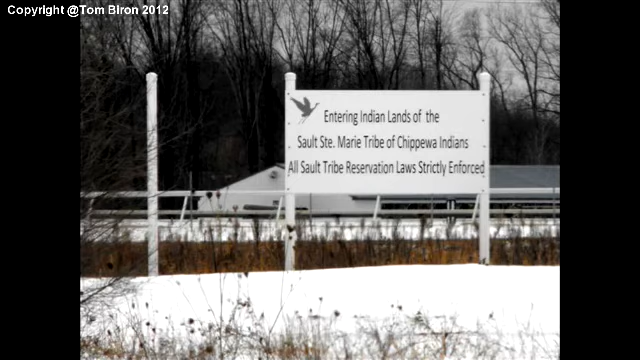 Copyright @Tom Biron 2012
Entering Indian Lands of the
Sault Ste. Marie Tribe of Chippewa Indians
All Sault Tribe Reservation Laws Strictly Enforced